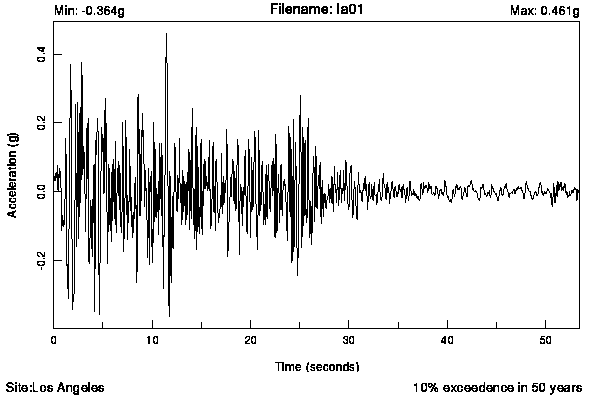 Min: -0.364g
Filename: la01
Max: 0.461g
0.4
0.2
0.0
-0.2
Acceleration (g)
0
10
20
30
40
50
Time (seconds)
Site:Los Angeles
10% exceedence in 50 years